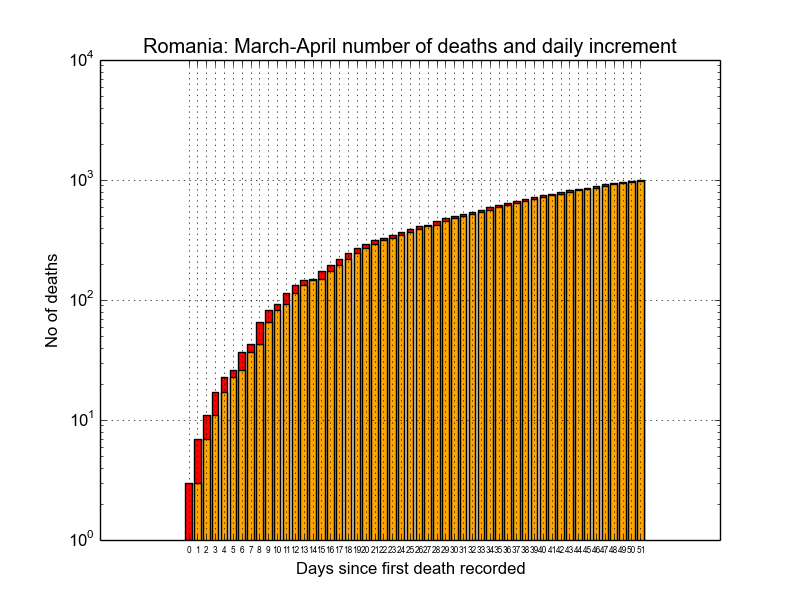 Romania: March-April number of deaths and daily increment
10^4
10^3
10^2
10^1
10^0
No of deaths
0 1 2 3 4 5 6 7 8 9 10 11 12 13 14 15 16 17 18 19 20 21 22 23 24 25 26 27 28 29 30 31 32 33 34 35 36 37 38 39 40 41 42 43 44 45 46 47 48 49 50 51
Days since first death recorded